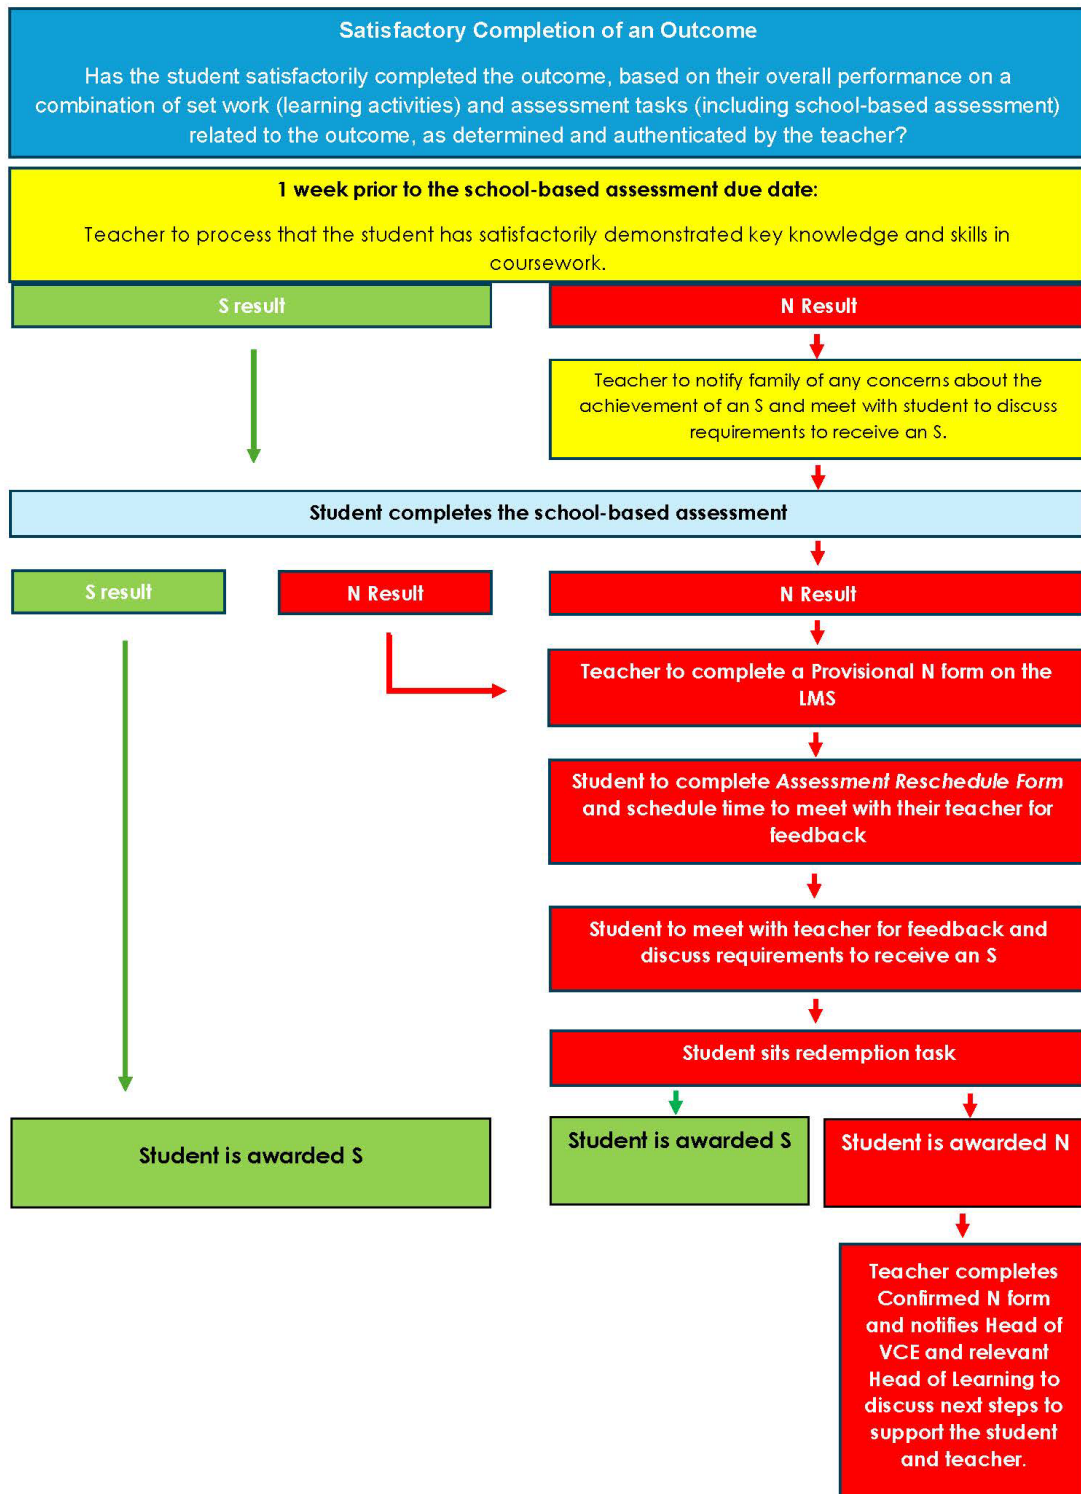 Satisfactory Completion of an Outcome
Has the student satisfactorily completed the outcome, based on their overall performance on a
combination of set work (learning activities) and assessment tasks (including school-based assessment)
related to the outcome, as determined and authenticated by the teacher?
1 week prior to the school-based assessment due date:
Teacher to process that the student has satisfactorily demonstrated key knowledge and skills in
coursework.
S result
N Result
Teacher to notify family of any concerns about the
achievement of an S and meet with student to discuss
requirements to receive an S.
Student completes the school-based assessment
S result
N Result
N Result
Teacher to complete a Provisional N form on the
LMS
Student to complete Assessment Reschedule Form
and schedule time to meet with their teacher for
feedback
Student to meet with teacher for feedback and
discuss requirements to receive an S
Student sits redemption task
Student is awarded S
Student is awarded S
Student is awarded N
Teacher completes
Confirmed N form
and notifies Head of
VCE and relevant
Head of Learning to
discuss next steps to
support the student
and teacher.